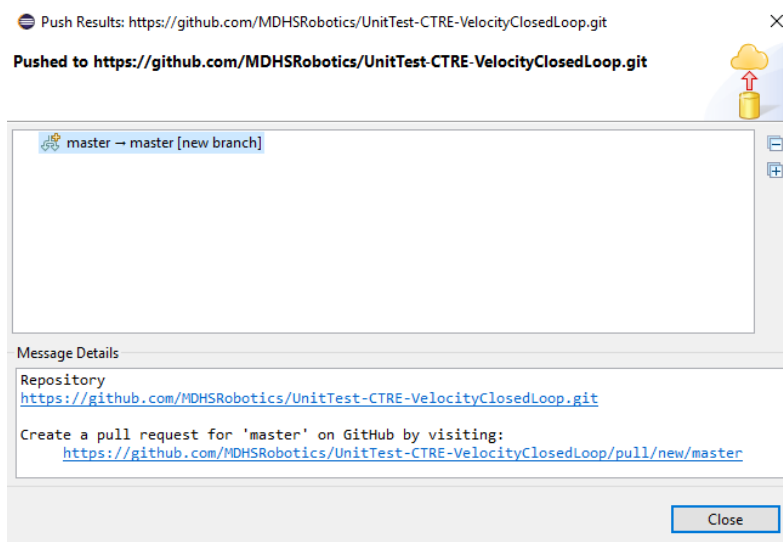 Push Results: https://github.com/MDHSRobotics/UnitTest-CTRE-VelocityClosedLoop.git
Pushed to https://github.com/MDHSRobotics/UnitTest-CTRE-VelocityClosedLoop.git
master → master [new branch]
Message Details
Repository
https://github.com/MDHSRobotics/UnitTest-CTRE-VelocityClosedLoop.git
Create a pull request for 'master' on GitHub by visiting:
https://github.com/MDHSRobotics/UnitTest-CTRE-VelocityClosedLoop/pull/new/master
Close